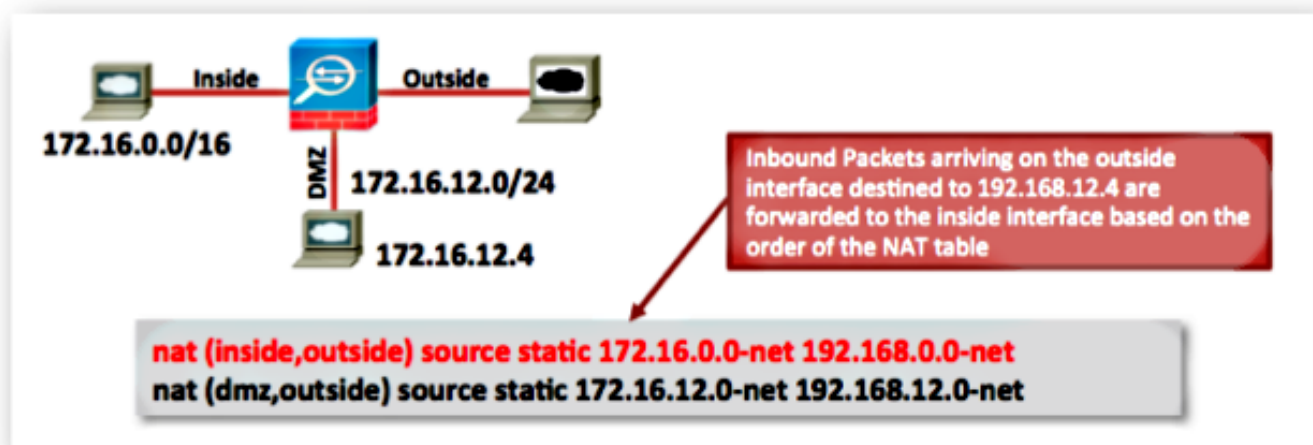 Inside
Outside
172.16.0.0/16
DMZ
172.16.12.0/24
172.16.12.4
Inbound Packets arriving on the outside
interface destined to 192.168.12.4 are
forwarded to the inside interface based on the
order of the NAT table
nat (inside,outside) source static 172.16.0.0-net 192.168.0.0-net
nat (dmz,outside) source static 172.16.12.0-net 192.168.12.0-net